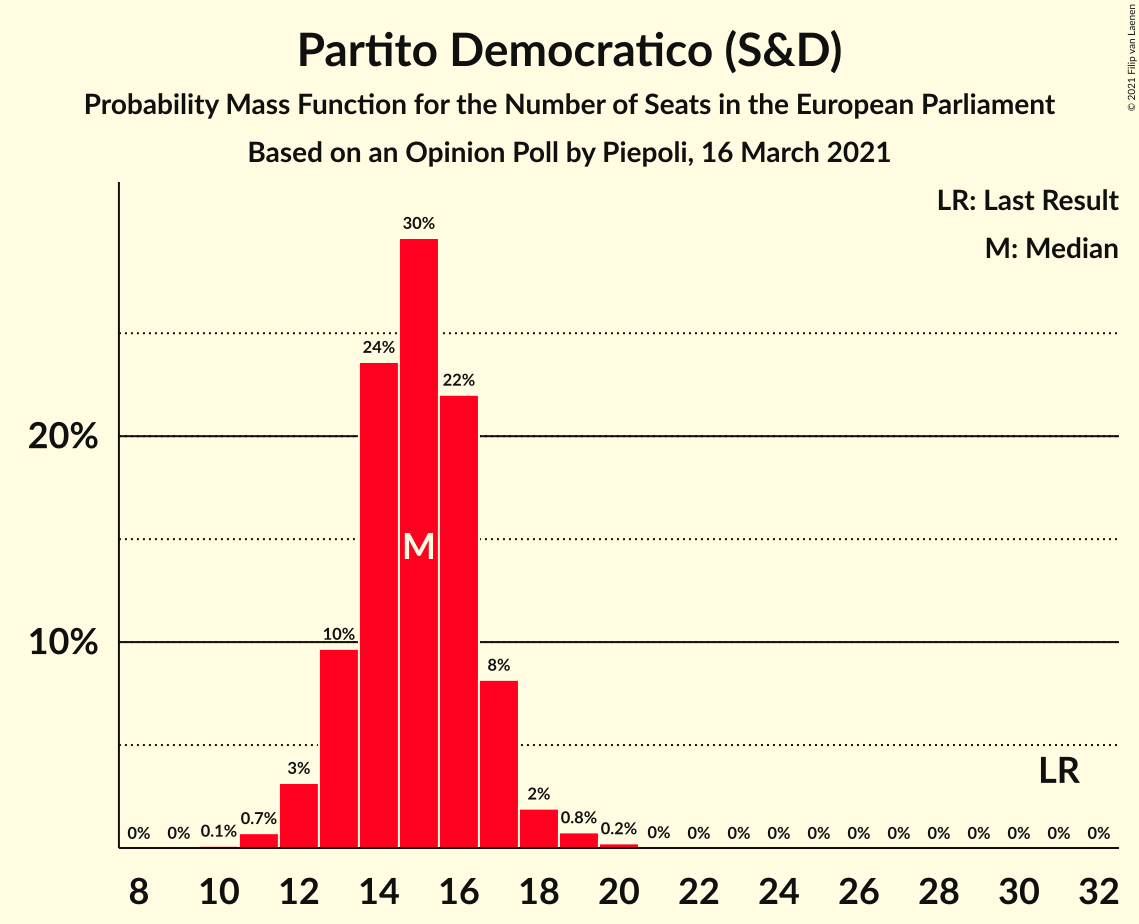 Partito Democratico (S&D)
Probability Mass Function for the Number of Seats in the European Parliament
Based on an Opinion Poll by Piepoli, 16 March 2021
© 2021 Filip van Laenen
LR: Last Result
M: Median
20%
10%
0% 0% 0.1% 0.7% 3% 10% 24% 30% 22% 8% 2% 0.8% 0.2% 0% 0% 0% 0% 0% 0% 0% 0% 0% 0% 0% 0%
M
LR
8 10 12 14 16 18 20 22 24 26 28 30 32